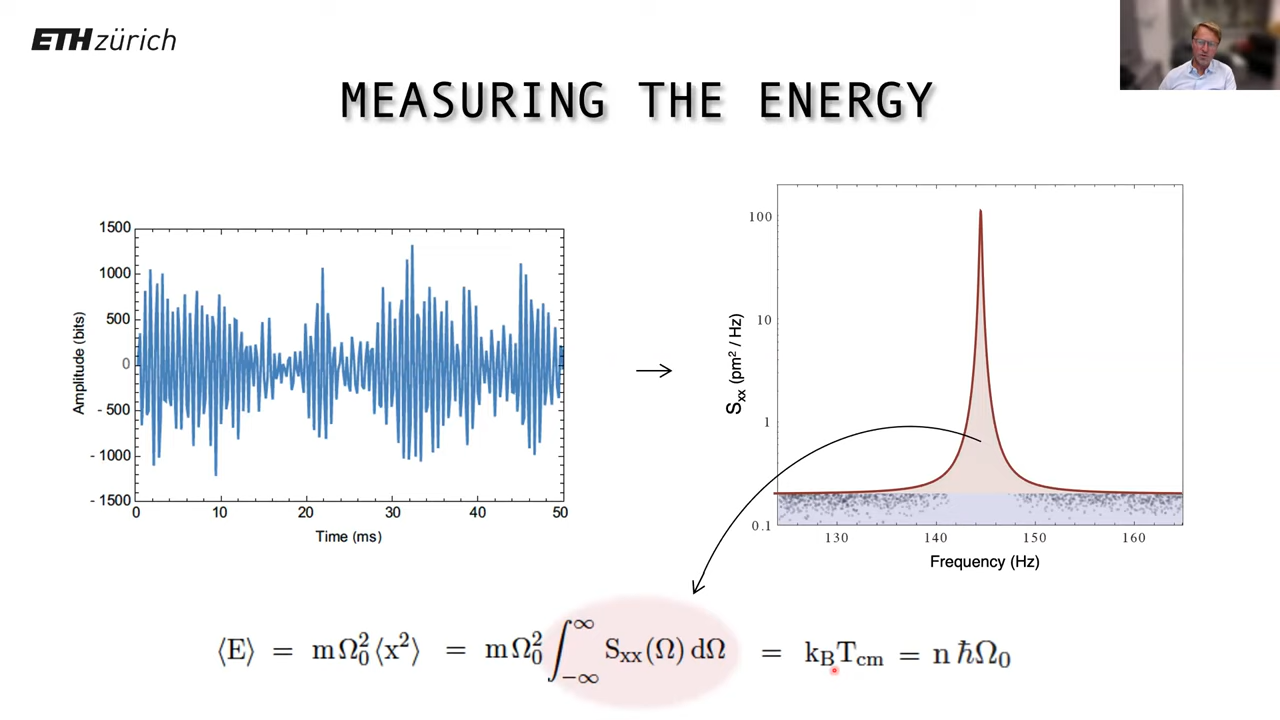 ETH zürich
MEASURING THE ENERGY
1500
1000
500
0
- 500
- 1000
- 1500
0 10 20 30 40 50
Time (ms)
Amplitude (bits)
100
10
1
0.1
130 140 150 160
Frequency (Hz)
Sxx (pm² / Hz)
⟨E⟩ = mΩ₀²⟨x²⟩ = mΩ₀² ∫₋∞^∞ Sxx(Ω) dΩ = kBTcm = n ħΩ₀